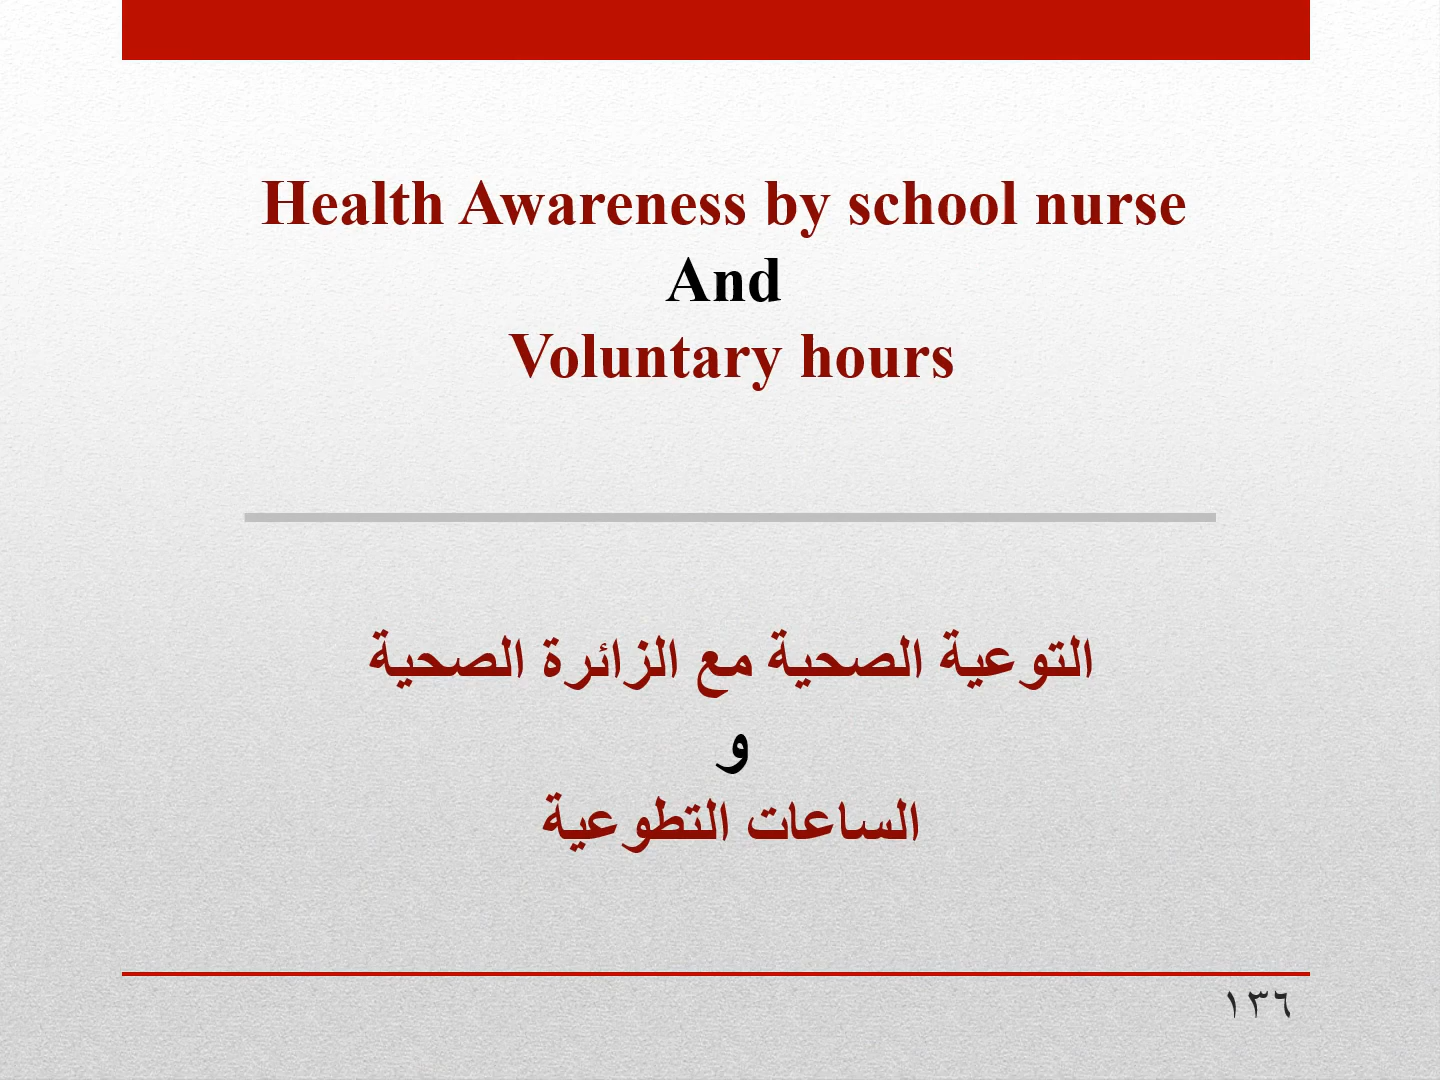 Health Awareness by school nurse
And
Voluntary hours
التوعية الصحية مع الزائرة الصحية
و
الساعات التطوعية
١٣٦